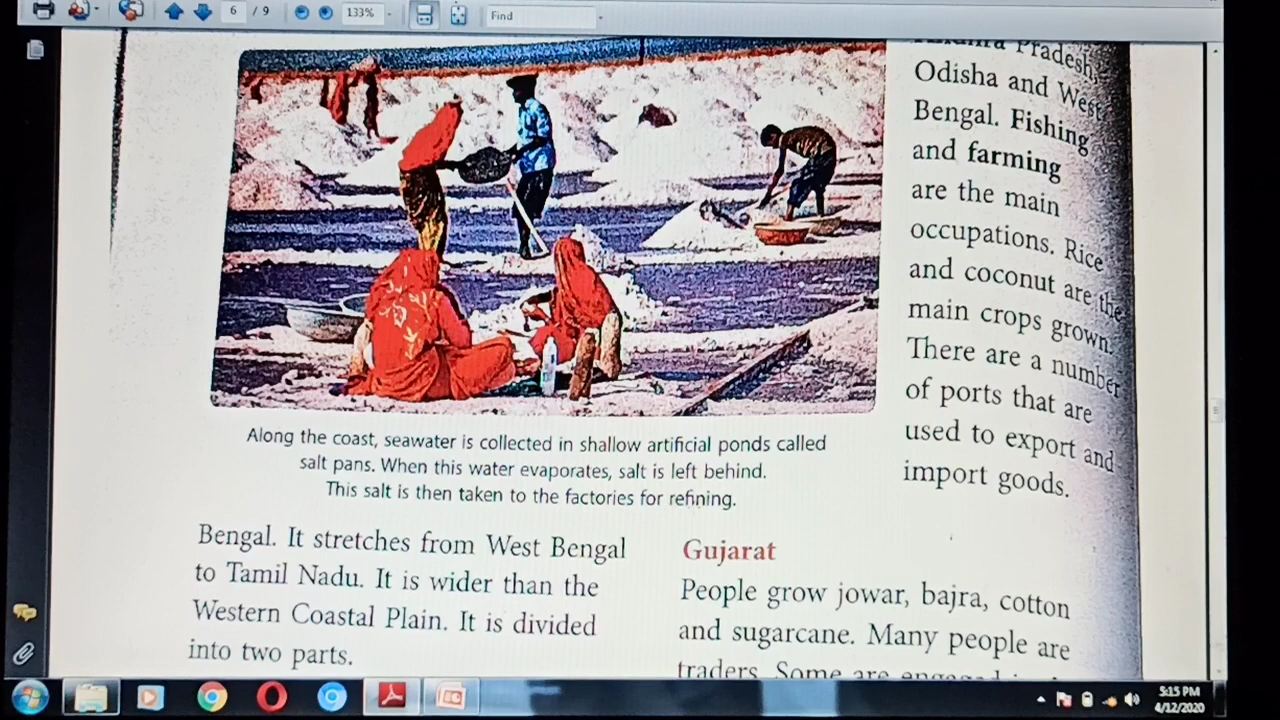 6 / 9
133%
Find
Along the coast, seawater is collected in shallow artificial ponds called
salt pans. When this water evaporates, salt is left behind.
This salt is then taken to the factories for refining.
Bengal. It stretches from West Bengal
to Tamil Nadu. It is wider than the
Western Coastal Plain. It is divided
into two parts.
Pradesh,
Odisha and West
Bengal. Fishing
and farming
are the main
occupations. Rice
and coconut are the
main crops grown.
There are a number
of ports that are
used to export and
import goods.
Gujarat
People grow jowar, bajra, cotton
and sugarcane. Many people are
traders. Some are engaged
5:15 PM
4/12/2020